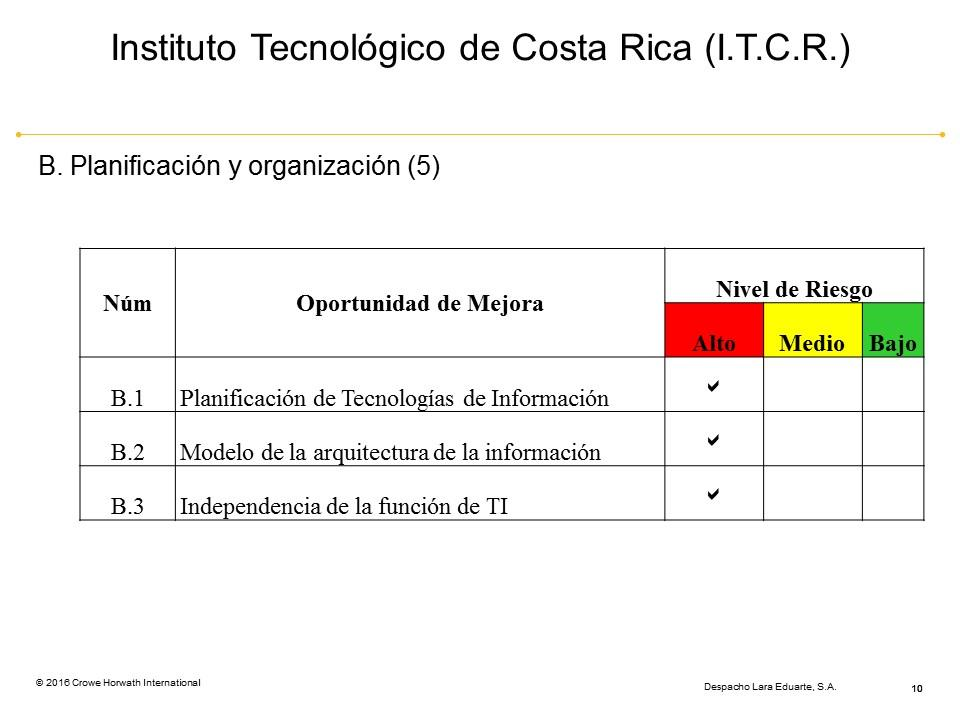 Instituto Tecnológico de Costa Rica (I.T.C.R.)
B. Planificación y organización (5)
Núm
Oportunidad de Mejora
Nivel de Riesgo
Alto
Medio
Bajo
B.1 Planificación de Tecnologías de Información
B.2 Modelo de la arquitectura de la información
B.3 Independencia de la función de TI
© 2016 Crowe Horwath International
Despacho Lara Eduarte, S.A.
10